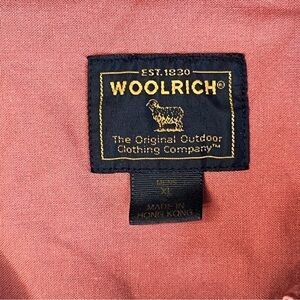 EST. 1830
WOOLRICH®
The Original Outdoor
Clothing Company™
XL
MADE IN
HONG KONG